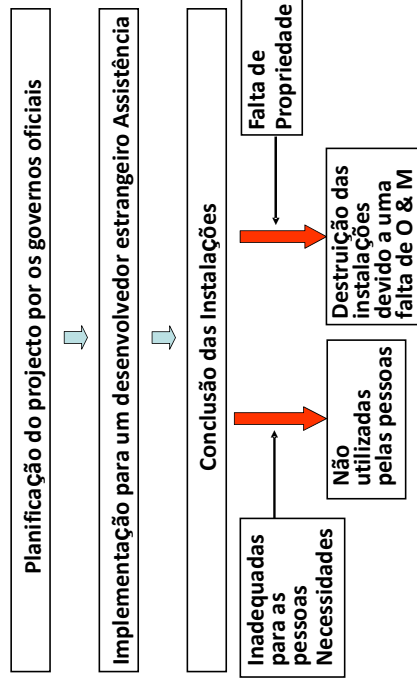 Planificação do projecto por os governos oficiais
Implementação para um desenvolvedor estrangeiro Assistência
Conclusão das Instalações
Inadequadas
para as
pessoas
Necessidades
Falta de
Propriedade
Não
utilizadas
pelas pessoas
Destruição das
instalações
devido a uma
falta de O & M